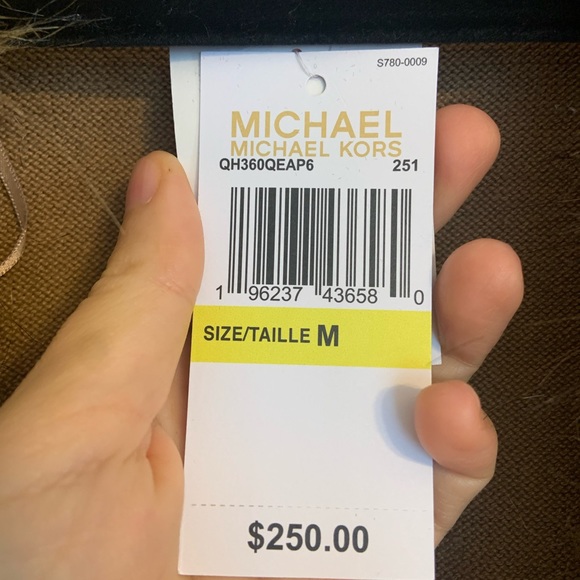 S780-0009
MICHAEL
MICHAEL KORS
QH360QEAP6 251
1 96237 43658 0
SIZE/TAILLE M
$250.00